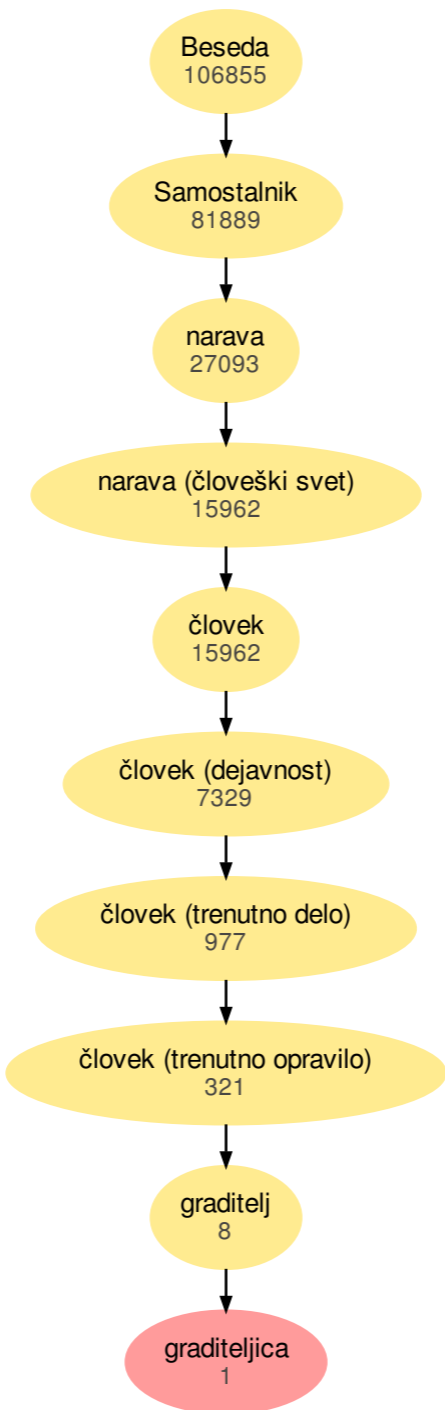 Beseda
106855
Samostalnik
81889
narava
27093
narava (človeški svet)
15962
človek
15962
človek (dejavnost)
7329
človek (trenutno delo)
977
človek (trenutno opravilo)
321
graditelj
8
graditeljica
1